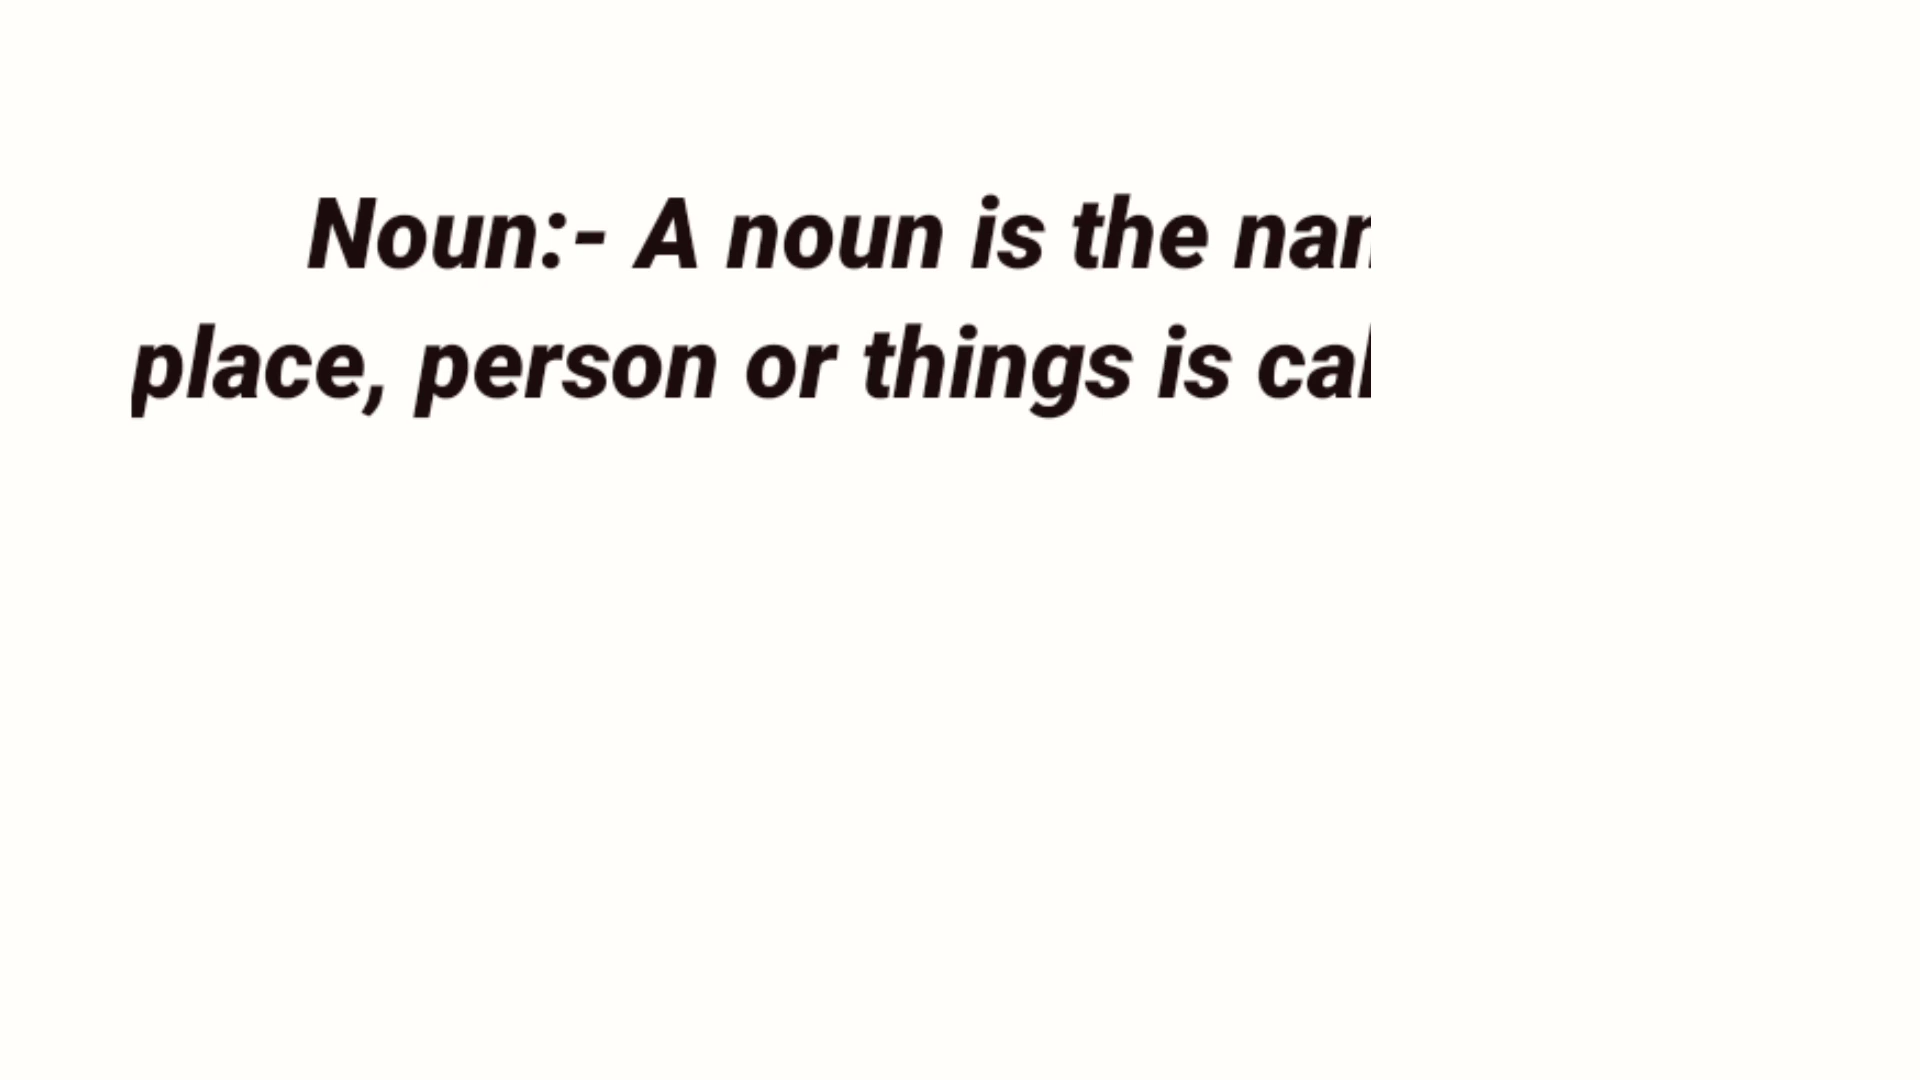 Noun:- A noun is the
place, person or things is